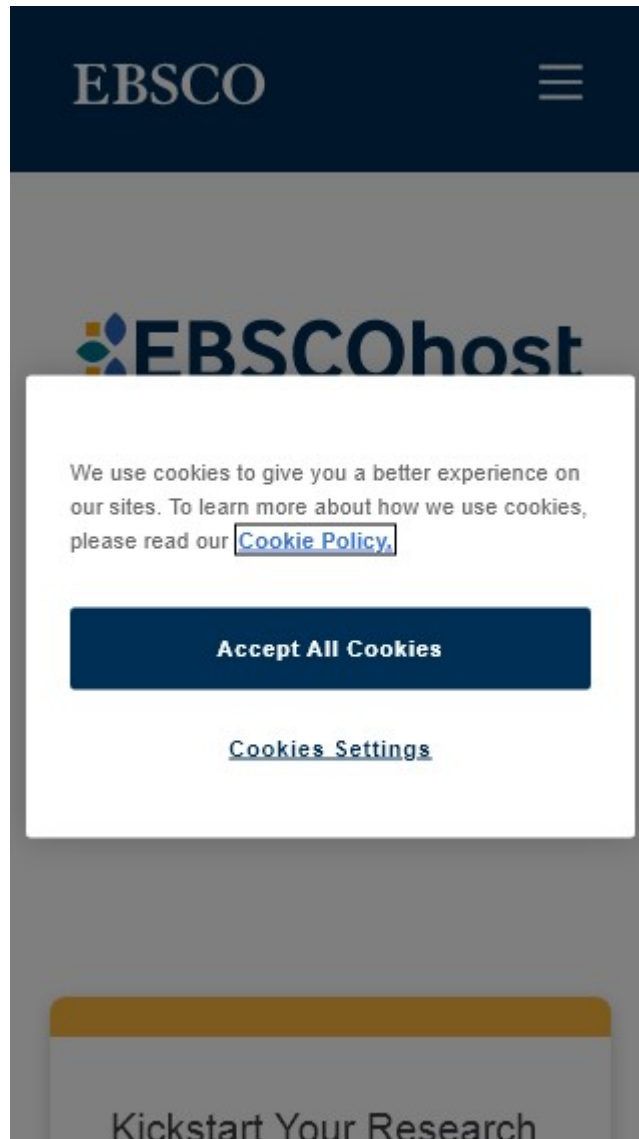 EBSCO
EBSCOhost
We use cookies to give you a better experience on
our sites. To learn more about how we use cookies,
please read our Cookie Policy.
Accept All Cookies
Cookies Settings
Kickstart Your Research